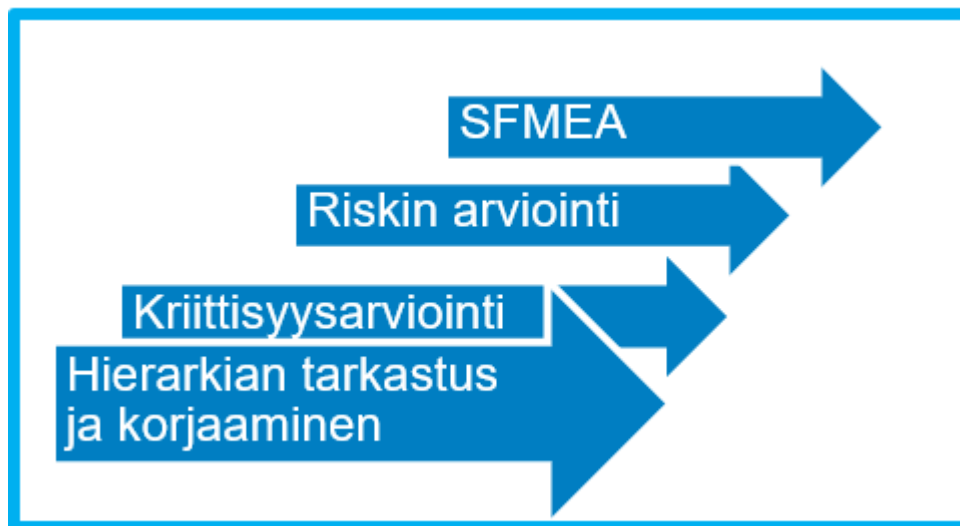 SFMEA
Riskin arviointi
Kriittisyysarviointi
Hierarkian tarkastus
ja korjaaminen